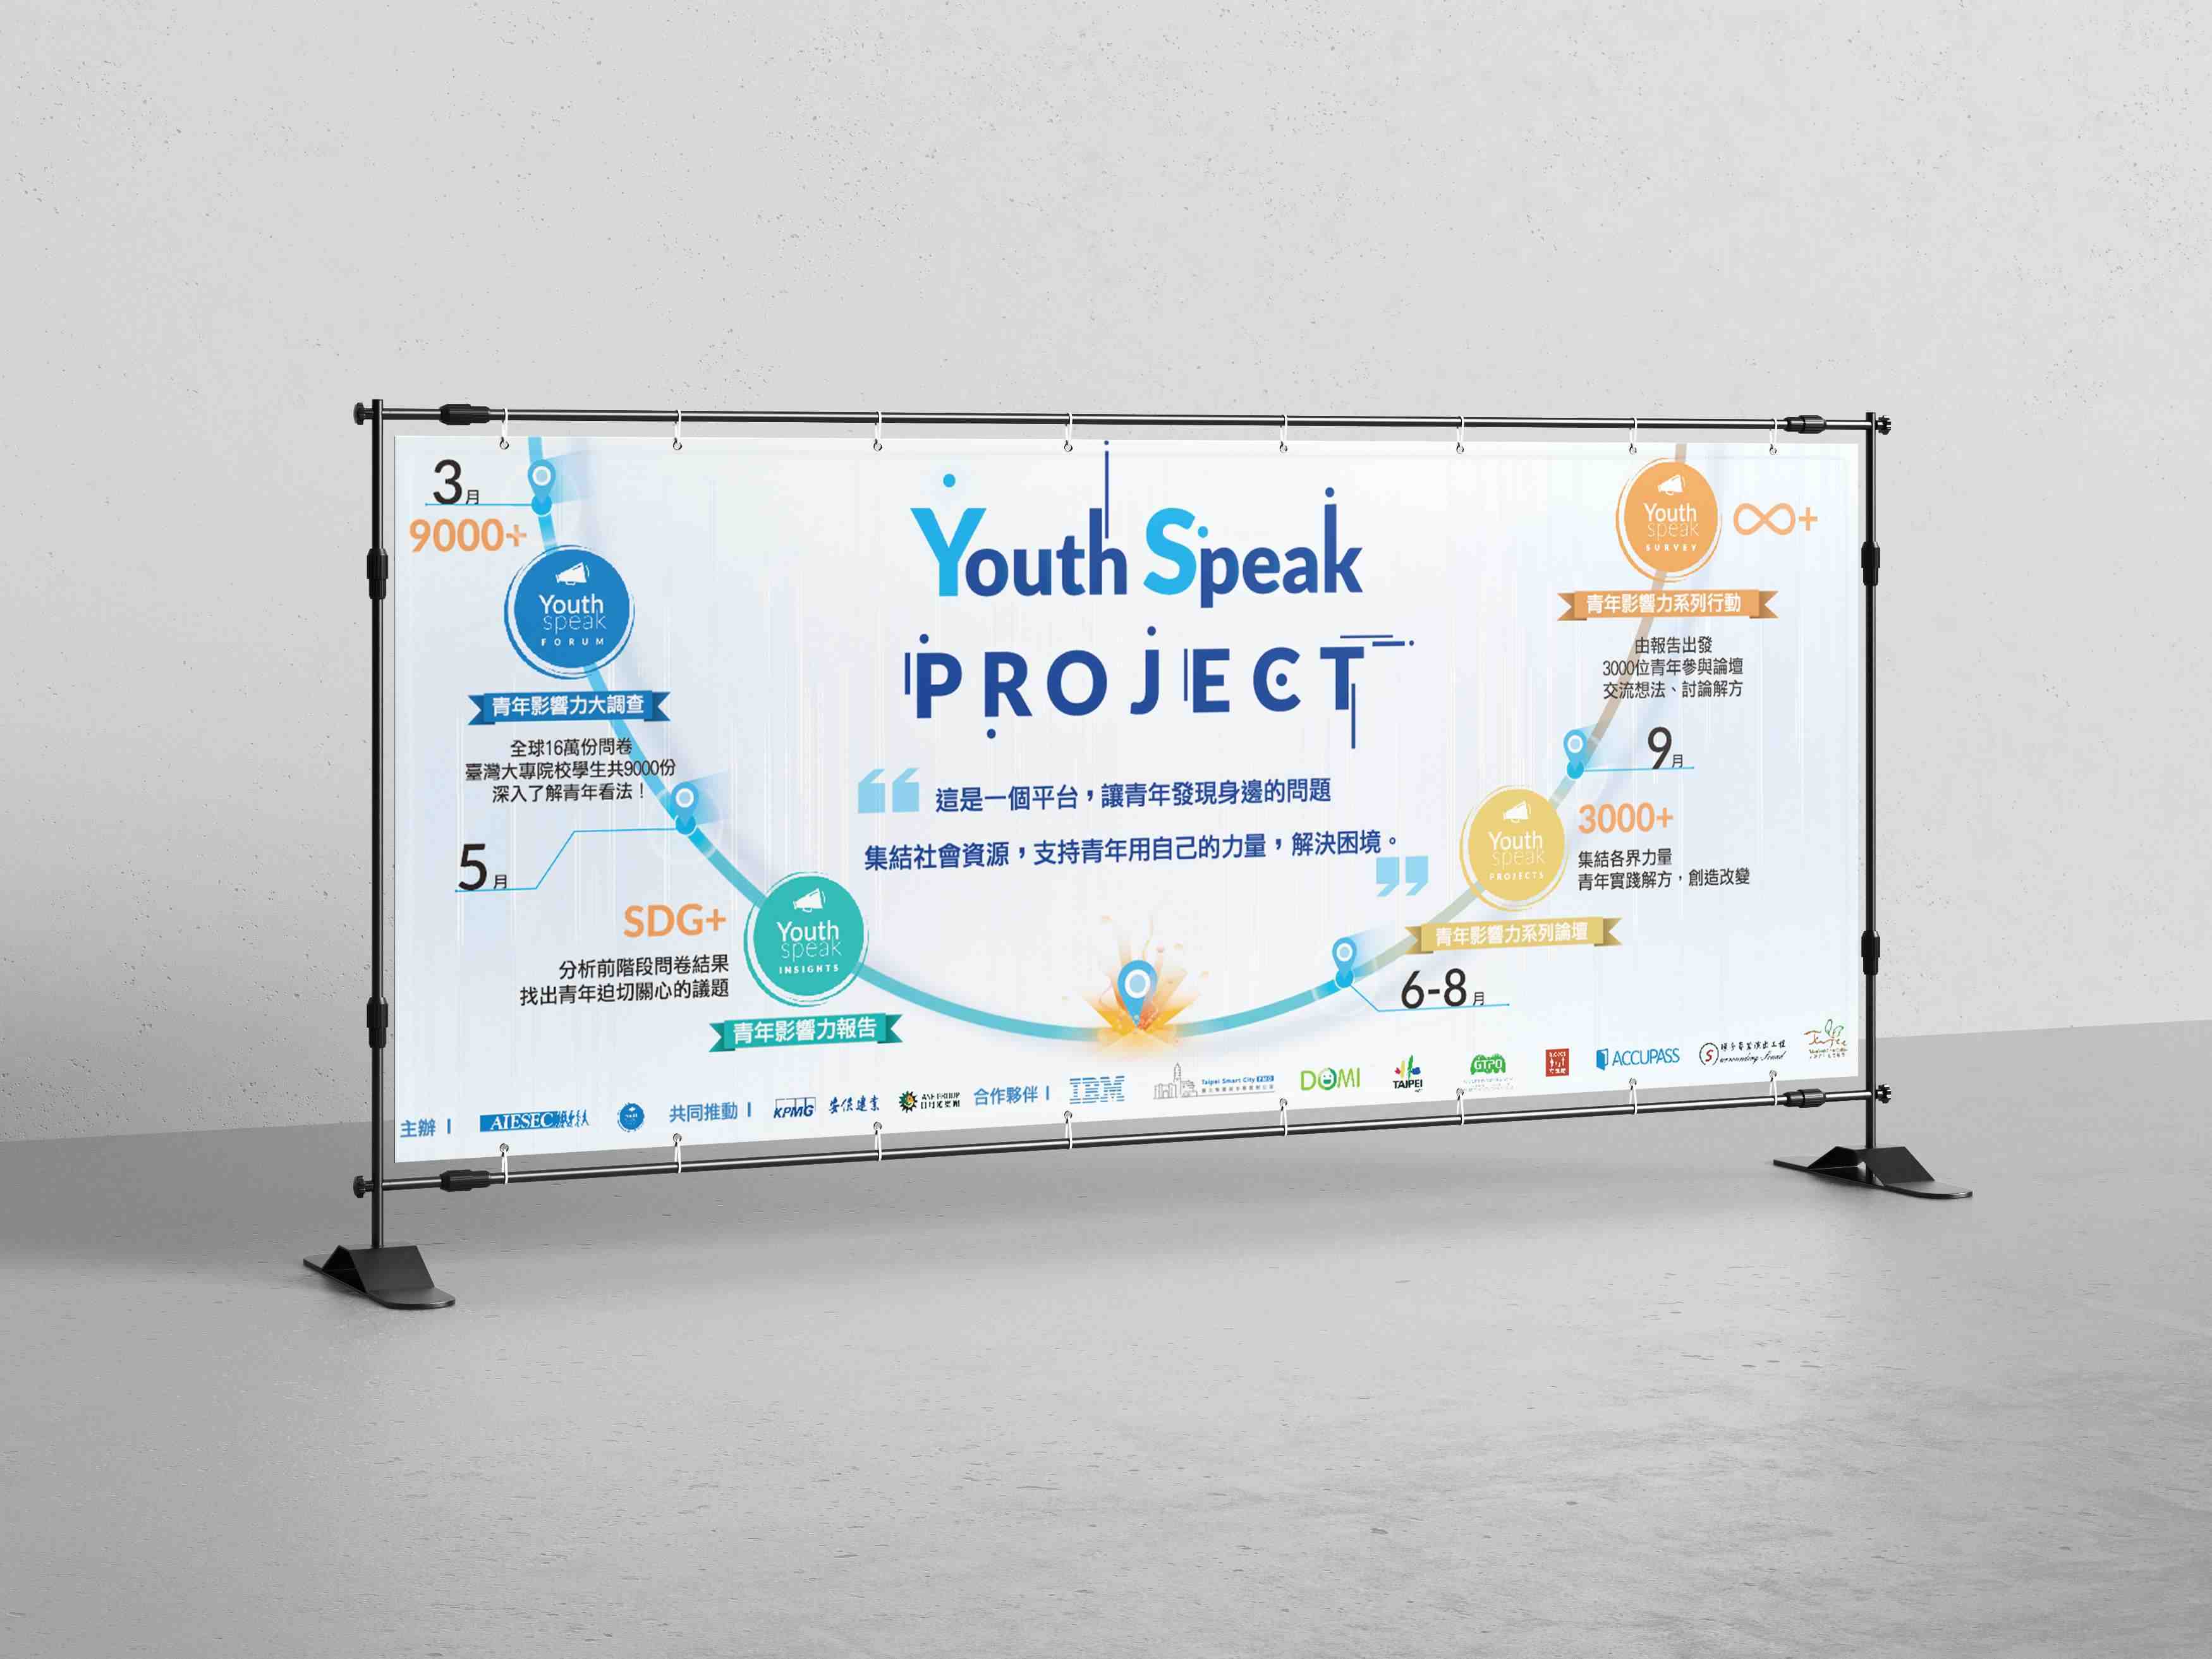 3月
9000+
Youth
speak
FORUM
青年影響力大調查
全球16萬份問卷
臺灣大專院校學生共9000份
深入了解青年看法！
5月
SDG+
分析前階段問卷結果
找出青年迫切關心的議題
Youth
speak
INSIGHTS
青年影響力報告
Youth Speak
PROJECT
這是一個平台，讓青年發現身邊的問題
集結社會資源，支持青年用自己的力量，解決困境。
Youth
speak
SURVEY
∞+
青年影響力系列行動
由報告出發
3000位青年參與論壇
交流想法、討論解方
9月
Youth
speak
PROJECTS
3000+
集結各界力量
青年實踐解方，創造改變
青年影響力系列論壇
6-8月
主辦 | AIESEC 共同推動 | KPMG 安侯建業 ASE GROUP 日月光集團 合作夥伴 | IBM Taipei Smart City PMO DOMI TAIPEI ACCUPASS